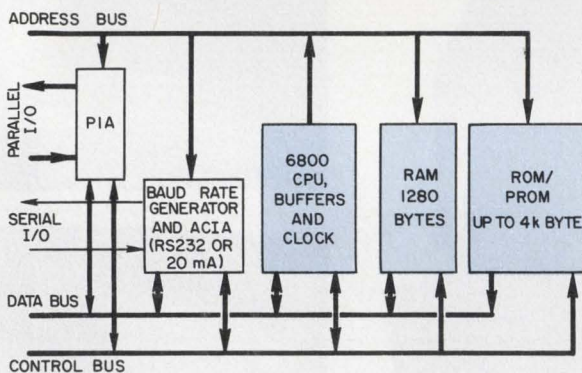 ADDRESS BUS
PARALLEL
I/O
PIA
SERIAL
I/O
BAUD RATE
GENERATOR
AND ACIA
(RS232 OR
20 mA)
6800
CPU,
BUFFERS
AND
CLOCK
RAM
1280
BYTES
ROM/
PROM
UP TO 4k BYTE
DATA BUS
CONTROL BUS